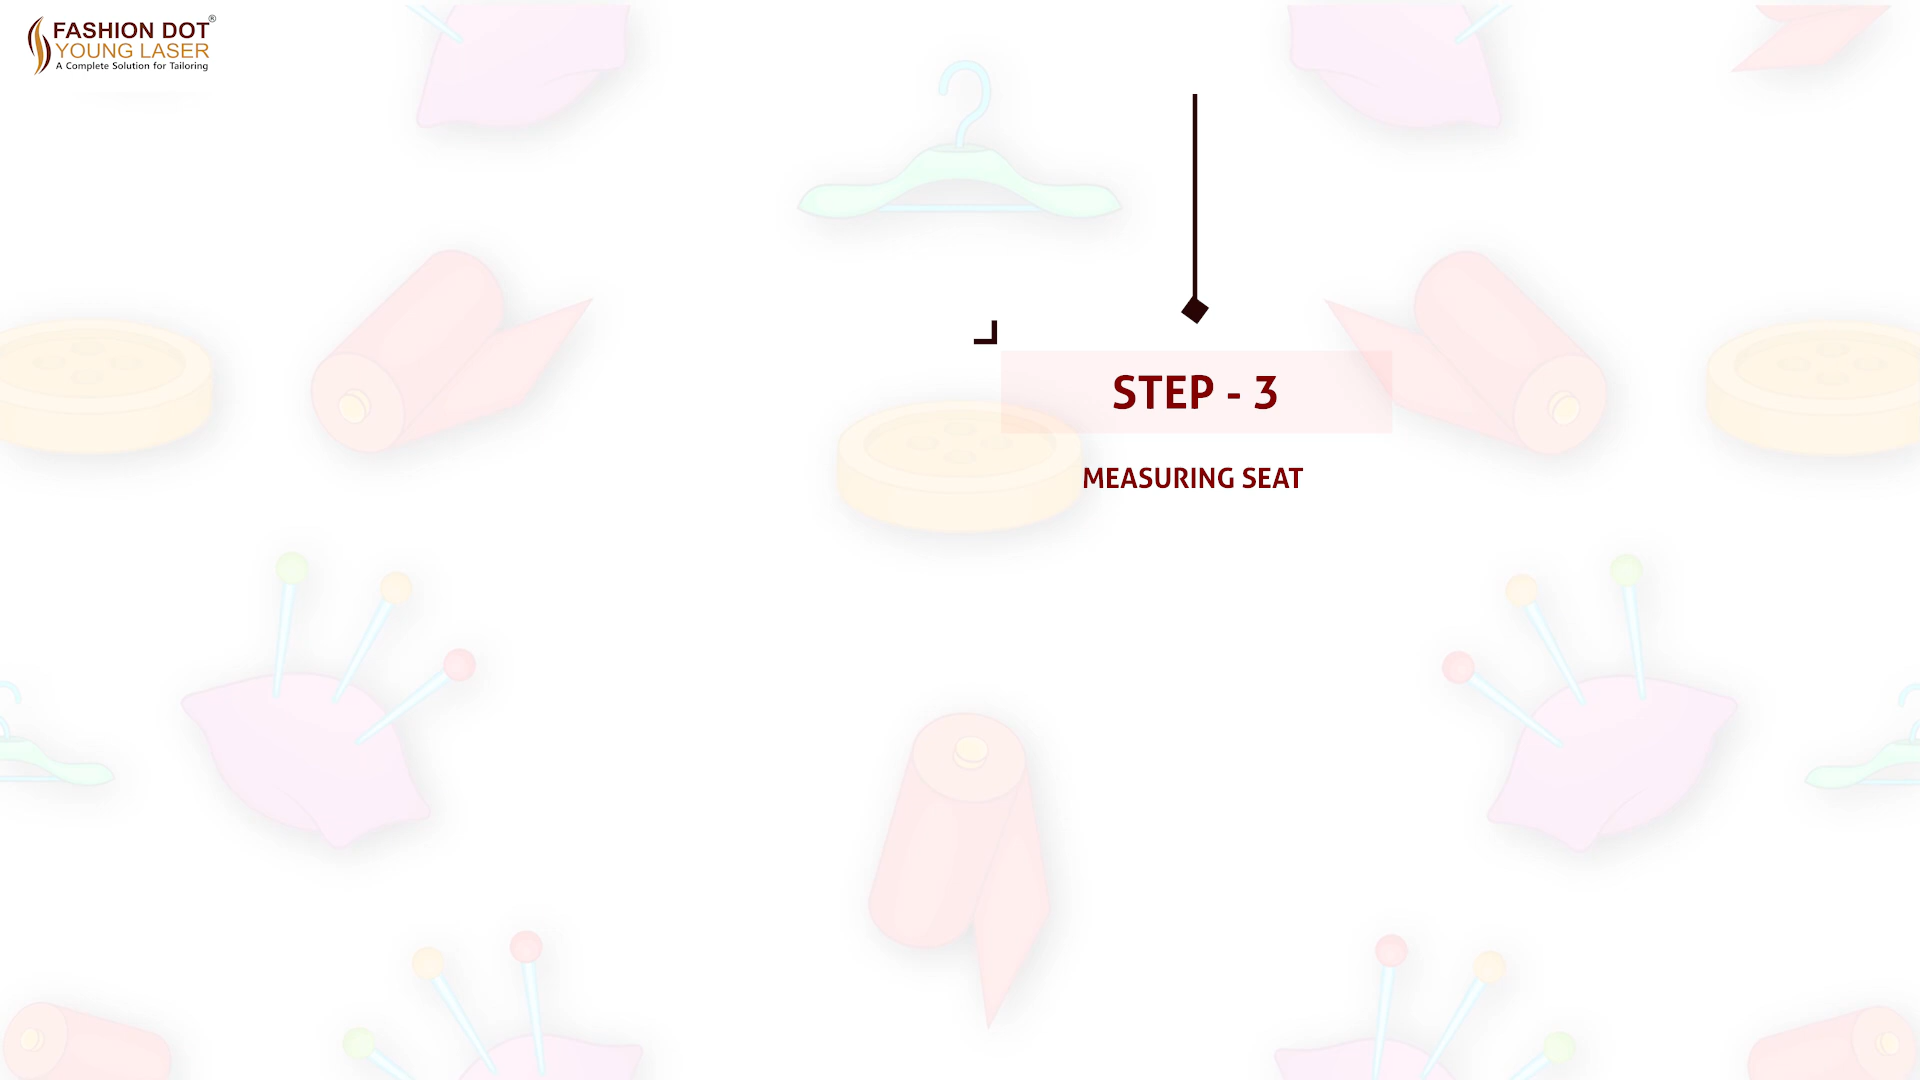 FASHION DOT®
YOUNG LASER
A Complete Solution for Tailoring
STEP - 3
MEASURING SEAT